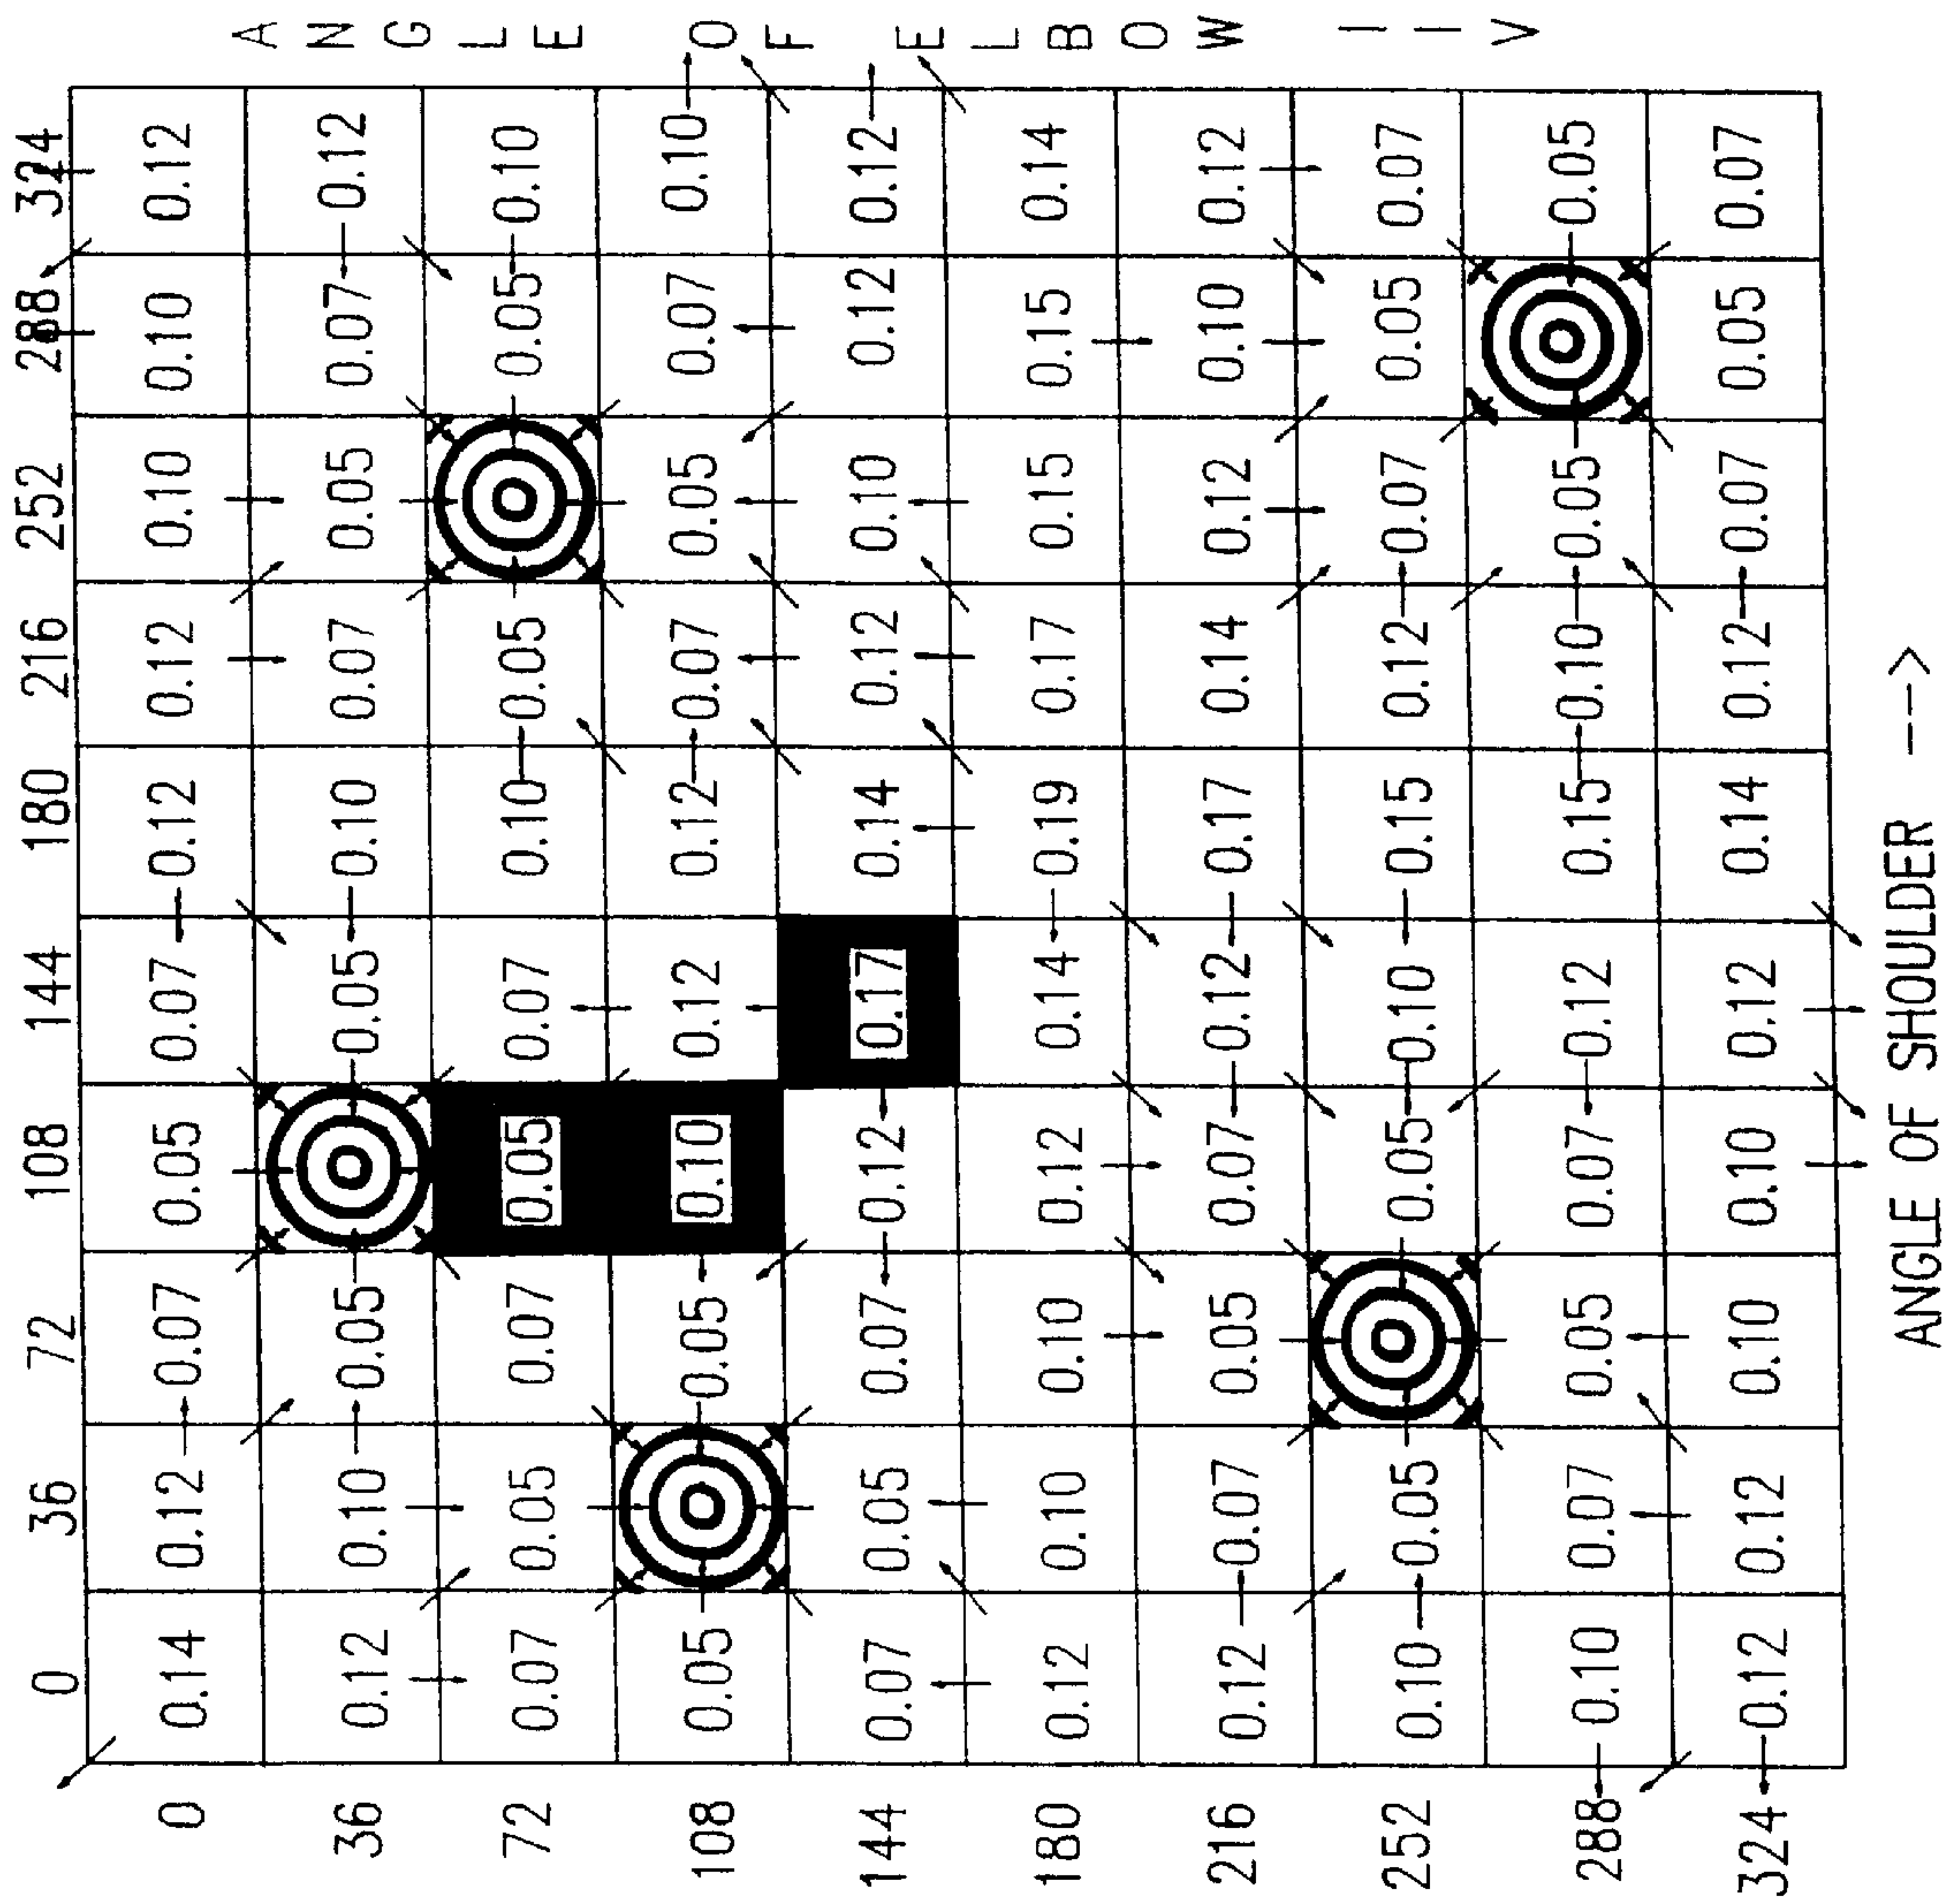 0 36 72 108 144 180 216 252 288 324
0 0.14 0.12 0.07 0.05 0.07 0.12 0.12 0.10 0.10 0.12
36 0.12 0.10 0.05 0.05 0.10 0.07 0.05 0.07 0.12
72 0.07 0.05 0.07 0.05 0.07 0.10 0.05 0.05 0.10
108 0.05 0.05 0.10 0.12 0.12 0.07 0.05 0.07 0.10
144 0.07 0.05 0.07 0.12 0.17 0.14 0.12 0.10 0.12 0.12
180 0.12 0.10 0.10 0.12 0.14 0.19 0.17 0.15 0.15 0.14
216 0.12 0.07 0.05 0.07 0.12 0.17 0.14 0.12 0.10 0.12
252 0.10 0.05 0.05 0.10 0.15 0.12 0.07 0.05 0.07
288 0.10 0.07 0.05 0.07 0.12 0.15 0.10 0.05 0.05
324 0.12 0.12 0.10 0.10 0.12 0.14 0.12 0.07 0.05 0.07
ANGLE OF ELBOW | | V
ANGLE OF SHOULDER -->